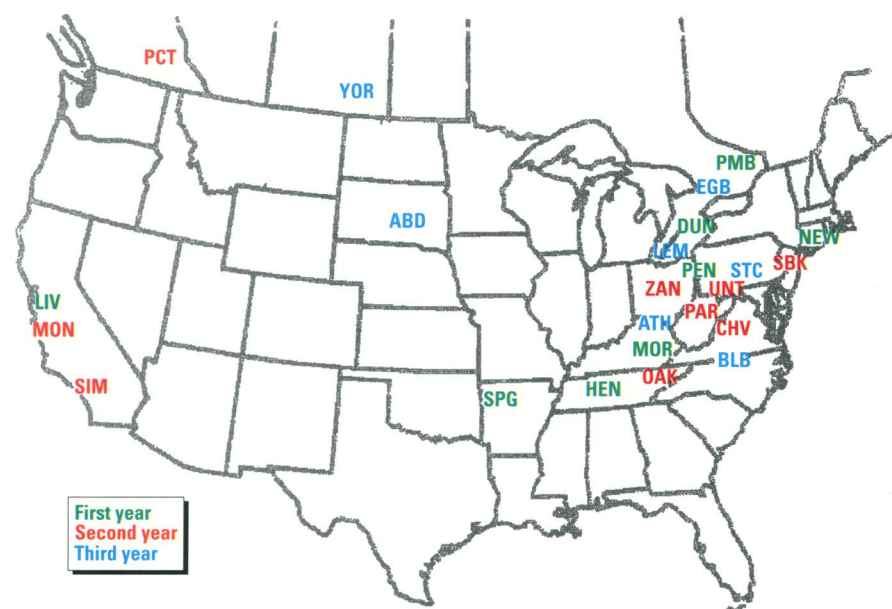 PCT
YOR
PMB
EGB
ABD
DUN
NEW
LEM
PEN
STC
SBK
ZAN
UNT
LIV
PAR
MON
ATH
CHV
MOR
BLB
OAK
SIM
HEN
SPG
First year
Second year
Third year